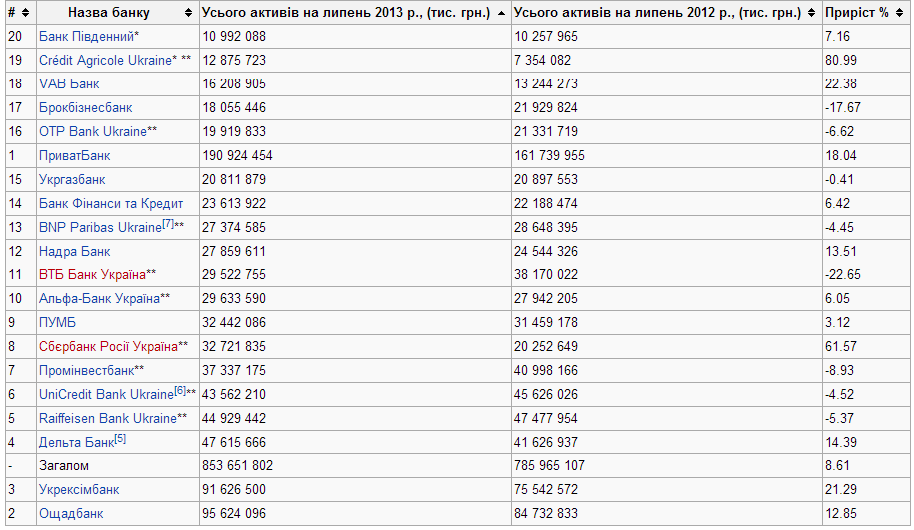 # Назва банку Усього активів на липень 2013 р., (тис. грн.) Усього активів на липень 2012 р., (тис. грн.) Приріст %
20 Банк Південний* 10 992 088 10 257 965 7.16
19 Crédit Agricole Ukraine* ** 12 875 723 7 354 082 80.99
18 VAB Банк 16 208 905 13 244 273 22.38
17 Брокбізнесбанк 18 055 446 21 929 824 -17.67
16 OTP Bank Ukraine** 19 919 833 21 331 719 -6.62
1 ПриватБанк 190 924 454 161 739 955 18.04
15 Укргазбанк 20 811 879 20 897 553 -0.41
14 Банк Фінанси та Кредит 23 613 922 22 188 474 6.42
13 BNP Paribas Ukraine[7]** 27 374 585 28 648 395 -4.45
12 Надра Банк 27 859 611 24 544 326 13.51
11 ВТБ Банк Україна** 29 522 755 38 170 022 -22.65
10 Альфа-Банк Україна** 29 633 590 27 942 205 6.05
9 ПУМБ 32 442 086 31 459 178 3.12
8 Сбєрбанк Росії Україна** 32 721 835 20 252 649 61.57
7 Промінвестбанк** 37 337 175 40 998 166 -8.93
6 UniCredit Bank Ukraine[6]** 43 562 210 45 626 026 -4.52
5 Raiffeisen Bank Ukraine** 44 929 442 47 477 954 -5.37
4 Дельта Банк[5] 47 615 666 41 626 937 14.39
- Загалом 853 651 802 785 965 107 8.61
3 Укрексімбанк 91 626 500 75 542 572 21.29
2 Ощадбанк 95 624 096 84 732 833 12.85